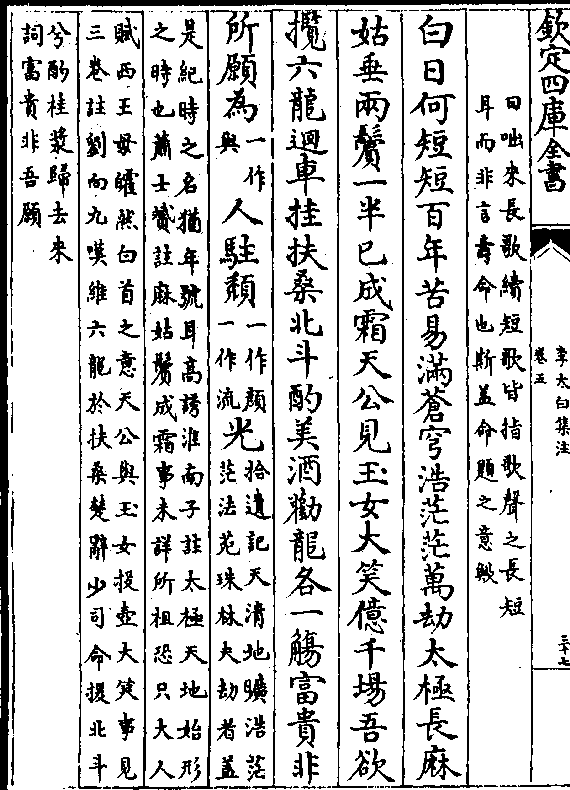 欽定四庫全書
李太白集注
卷五
三十七
曰咄來長歌續短歌皆指歌聲之長短
耳而非言壽命也斯蓋命題之意歟
白日何短短百年苦易滿蒼穹浩茫茫萬劫太極長麻
姑垂兩鬢一半已成霜天公見玉女大笑億千場吾欲
攬六龍迴車挂扶桑北斗酌美酒勸龍各一觴富貴非
所願為一作與人駐頽一作顔一作流光拾遺記天清地曠浩茫茫法苑珠林夫劫者蓋
是紀時之名猶年號耳高誘淮南子註太極天地始形
之時也蕭士贇註麻姑鬢成霜事未詳所祖恐只大人
賦西王母皬然白首之意天公與玉女投壺大笑事見
三卷註劉向九嘆維六龍於扶桑楚辭少司命援北斗
兮酌桂漿歸去來
詞富貴非吾願